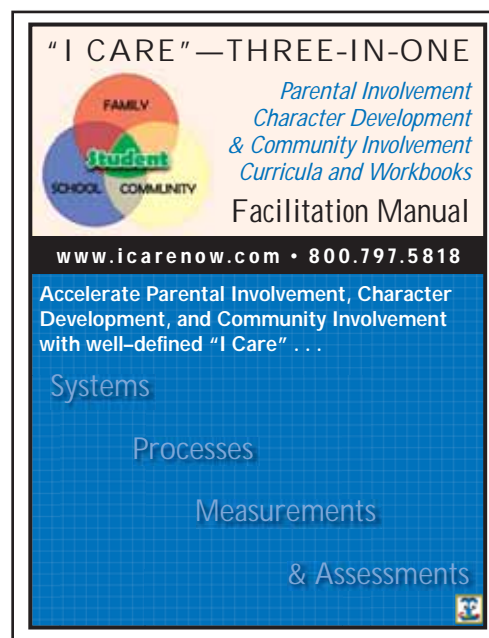 "I CARE"—THREE-IN-ONE
FAMILY
Student
SCHOOL COMMUNITY
Parental Involvement
Character Development
& Community Involvement
Curricula and Workbooks
Facilitation Manual
www.icarenow.com • 800.797.5818
Accelerate Parental Involvement, Character
Development, and Community Involvement
with well–defined "I Care" . . .
Systems
Processes
Measurements
& Assessments